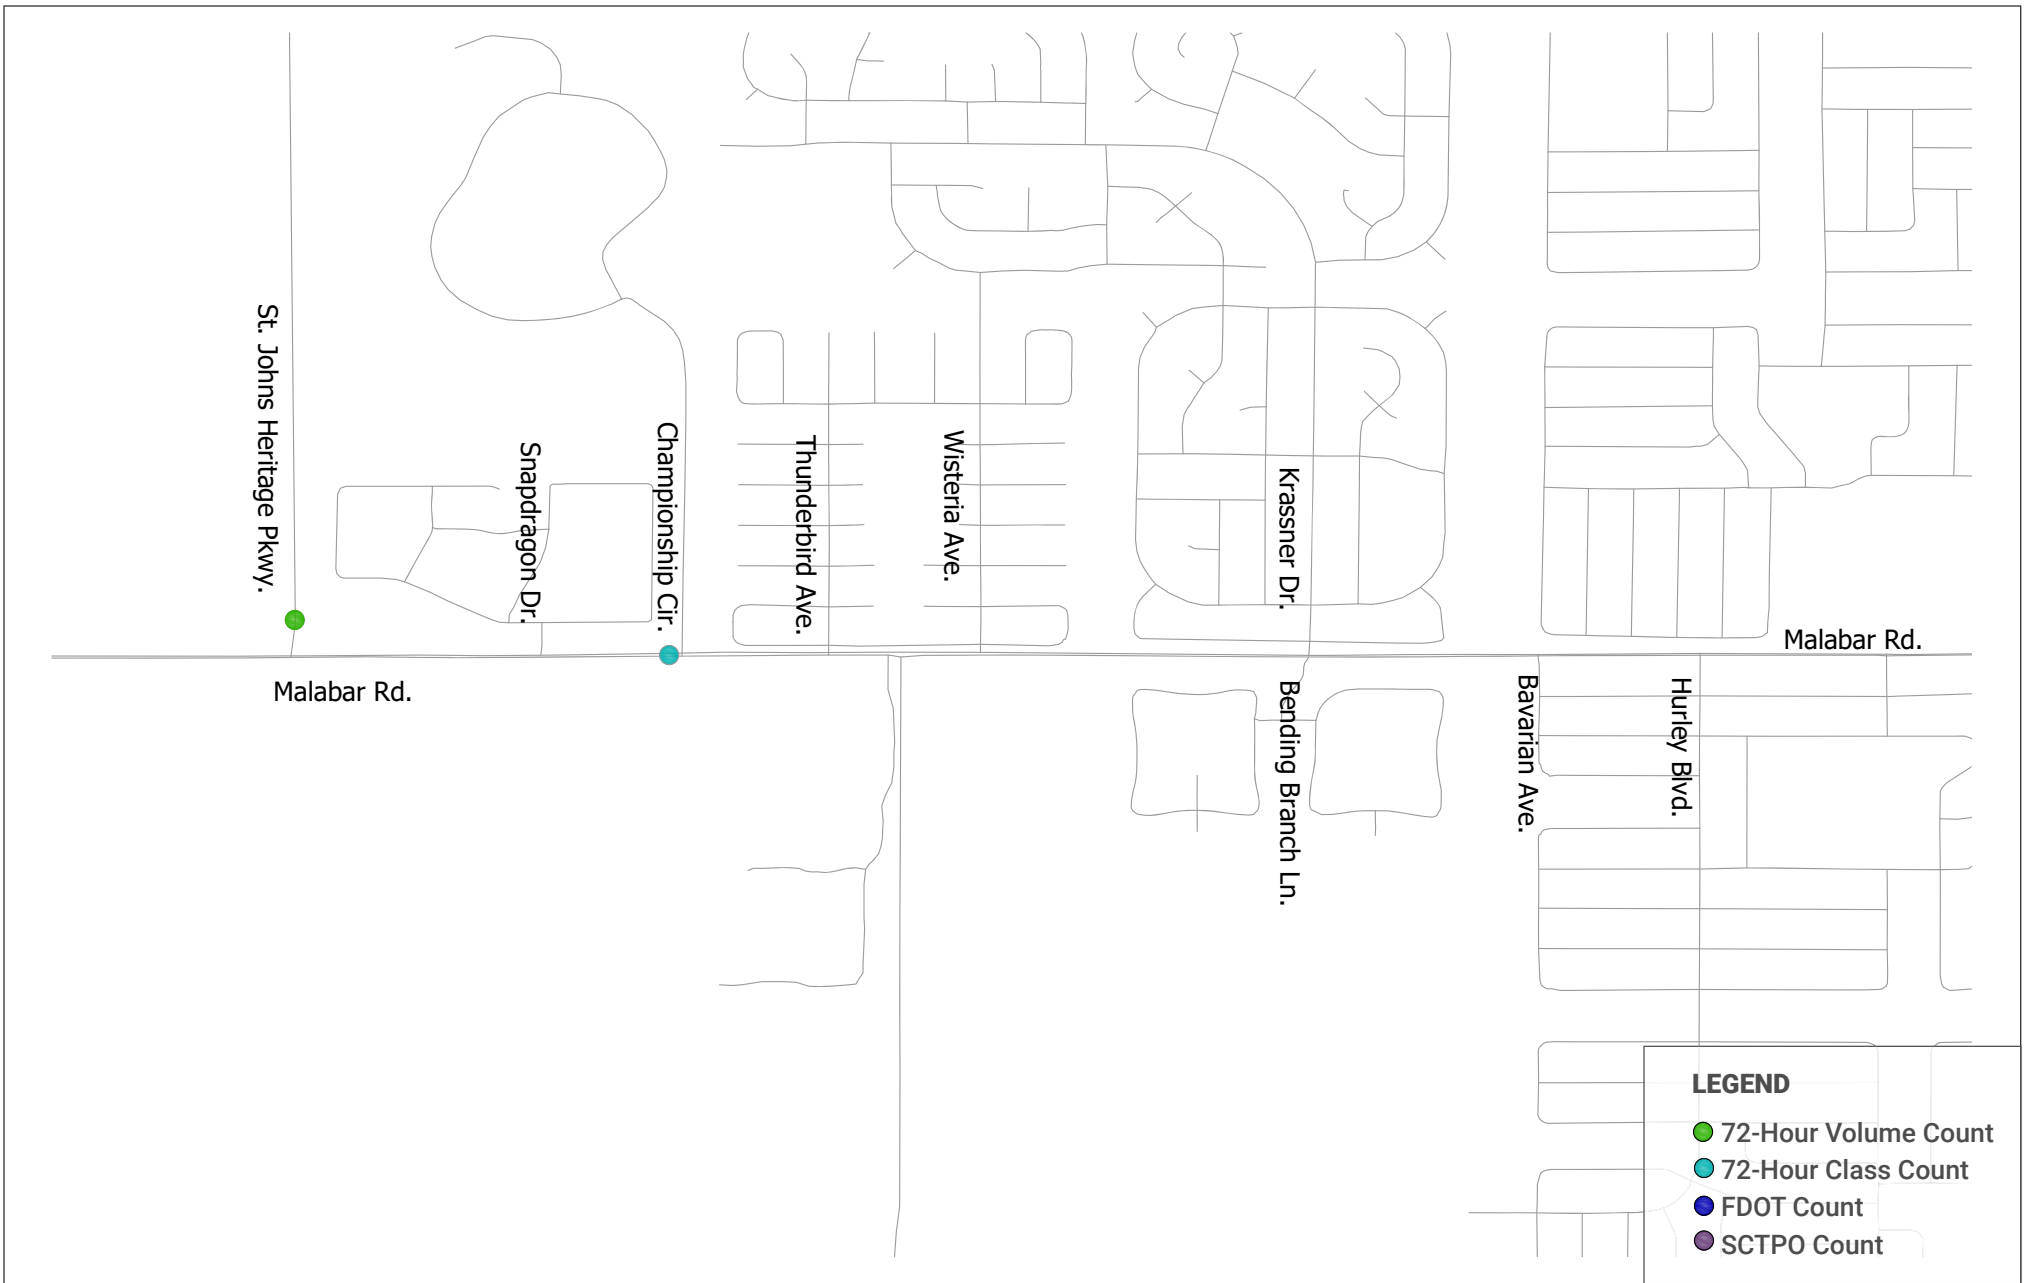 St. Johns Heritage Pkwy.
Snapdragon Dr.
Championship Cir.
Thunderbird Ave.
Wisteria Ave.
Krassner Dr.
Malabar Rd.
Malabar Rd.
Bending Branch Ln.
Bavarian Ave.
Hurley Blvd.
LEGEND
72-Hour Volume Count
72-Hour Class Count
FDOT Count
SCTPO Count